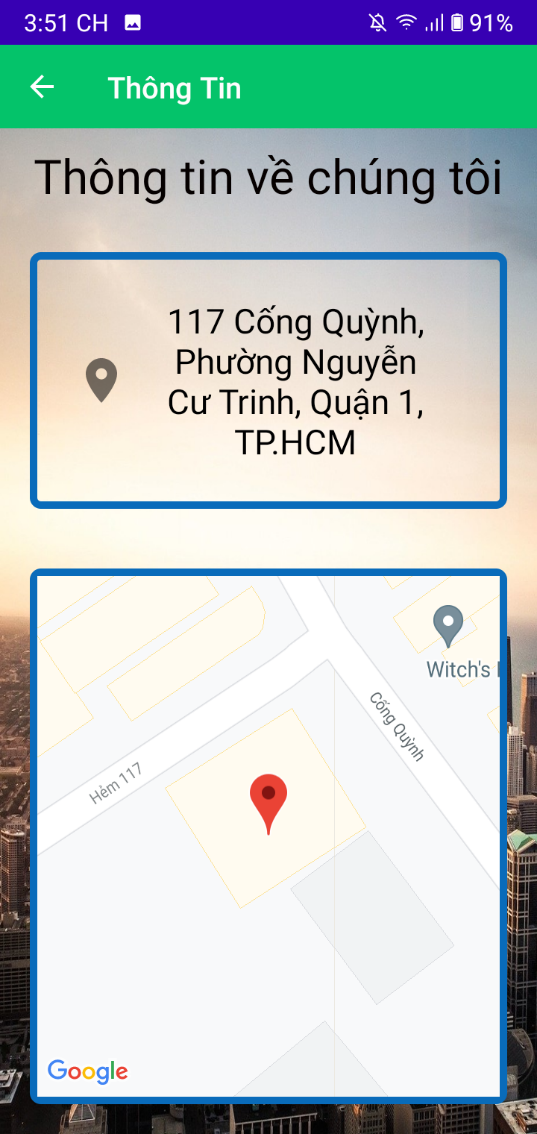 3:51 CH 91%
Thông Tin
Thông tin về chúng tôi
117 Cống Quỳnh,
Phường Nguyễn
Cư Trinh, Quận 1,
TP.HCM
Witch's
Cống Quỳnh
Hẻm 117
Google